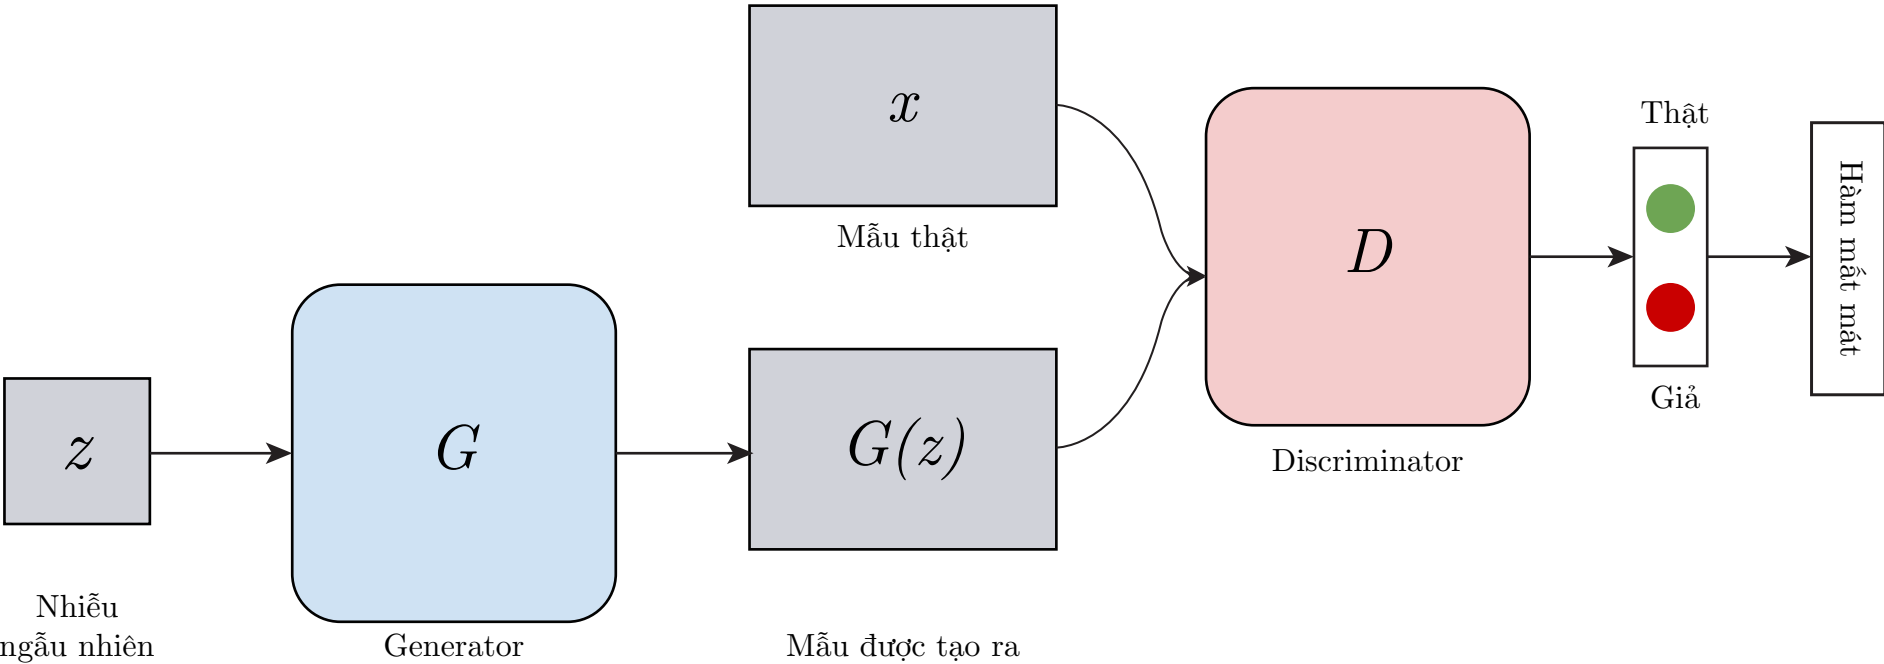 x
Mẫu thật
z
Nhiễu
ngẫu nhiên
G
Generator
G(z)
Mẫu được tạo ra
D
Discriminator
Thật
Giả
Hàm mất mát